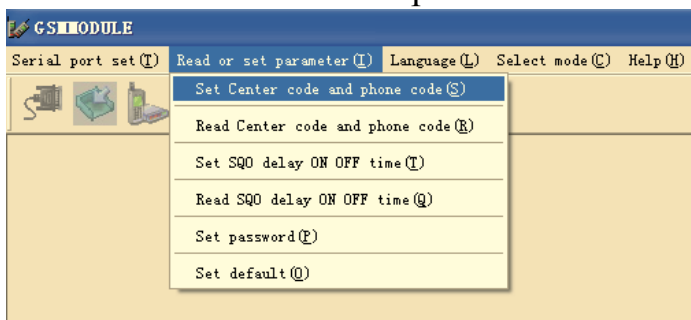 GSMMODULE
Serial port set(T) Read or set parameter(I) Language(L) Select mode(C) Help(H)
Set Center code and phone code(S)
Read Center code and phone code(R)
Set SQO delay ON OFF time(T)
Read SQO delay ON OFF time(Q)
Set password(P)
Set default(O)